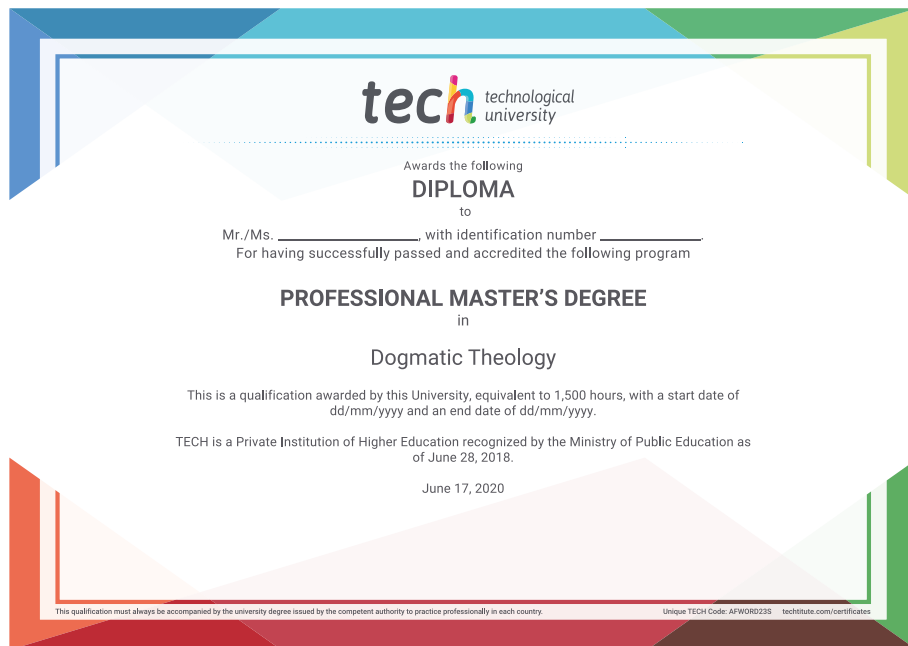 tech technological
university
Awards the following
DIPLOMA
to
Mr./Ms. ____________________, with identification number ______________.
For having successfully passed and accredited the following program
PROFESSIONAL MASTER'S DEGREE
in
Dogmatic Theology
This is a qualification awarded by this University, equivalent to 1,500 hours, with a start date of
dd/mm/yyyy and an end date of dd/mm/yyyy.
TECH is a Private Institution of Higher Education recognized by the Ministry of Public Education as
of June 28, 2018.
June 17, 2020
This qualification must always be accompanied by the university degree issued by the competent authority to practice professionally in each country. Unique TECH Code: AFWORD23S techtitute.com/certificates